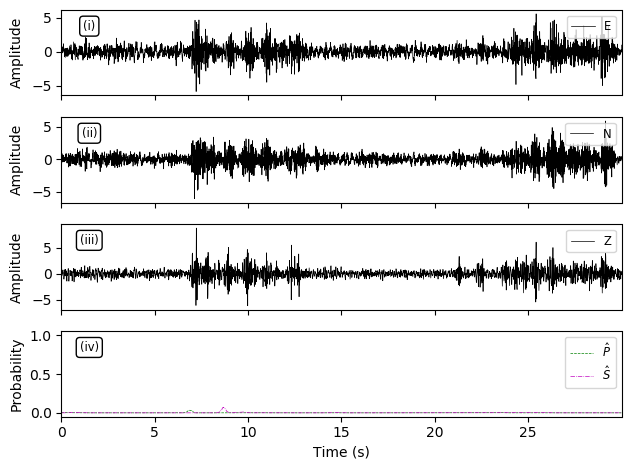 Amplitude
5
0
−5
(i)
E
Amplitude
5
0
−5
(ii)
N
Amplitude
5
0
−5
(iii)
Z
Probability
1.0
0.5
0.0
(iv)
P̂
Ŝ
0 5 10 15 20 25
Time (s)